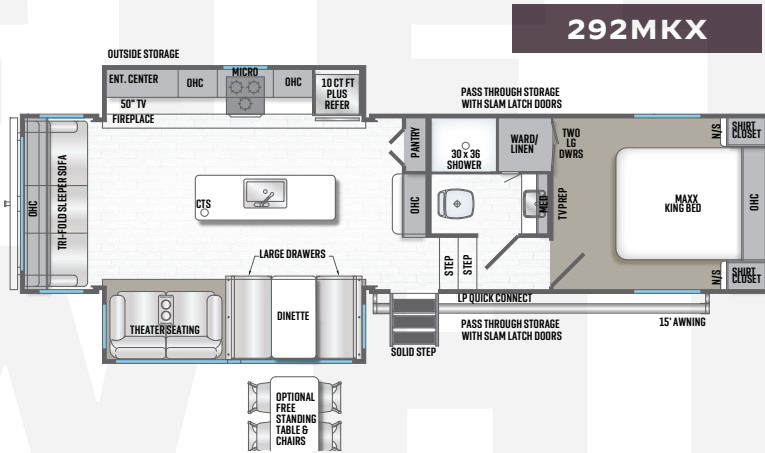 292MKX
OUTSIDE STORAGE
ENT. CENTER
OHC
MICRO
OHC
10 CT FT
PLUS
REFER
50" TV
FIREPLACE
PASS THROUGH STORAGE
WITH SLAM LATCH DOORS
PANTRY
30 x 36
SHOWER
WARD/
LINEN
TWO
LG
DWRS
N/S
SHIRT
CLOSET
OHC
TRI-FOLD SLEEPER SOFA
CTS
OHC
MED
TV PREP
MAXX
KING BED
OHC
LARGE DRAWERS
STEP
STEP
N/S
SHIRT
CLOSET
THEATER SEATING
DINETTE
LP QUICK CONNECT
PASS THROUGH STORAGE
WITH SLAM LATCH DOORS
15' AWNING
SOLID STEP
OPTIONAL
FREE
STANDING
TABLE &
CHAIRS